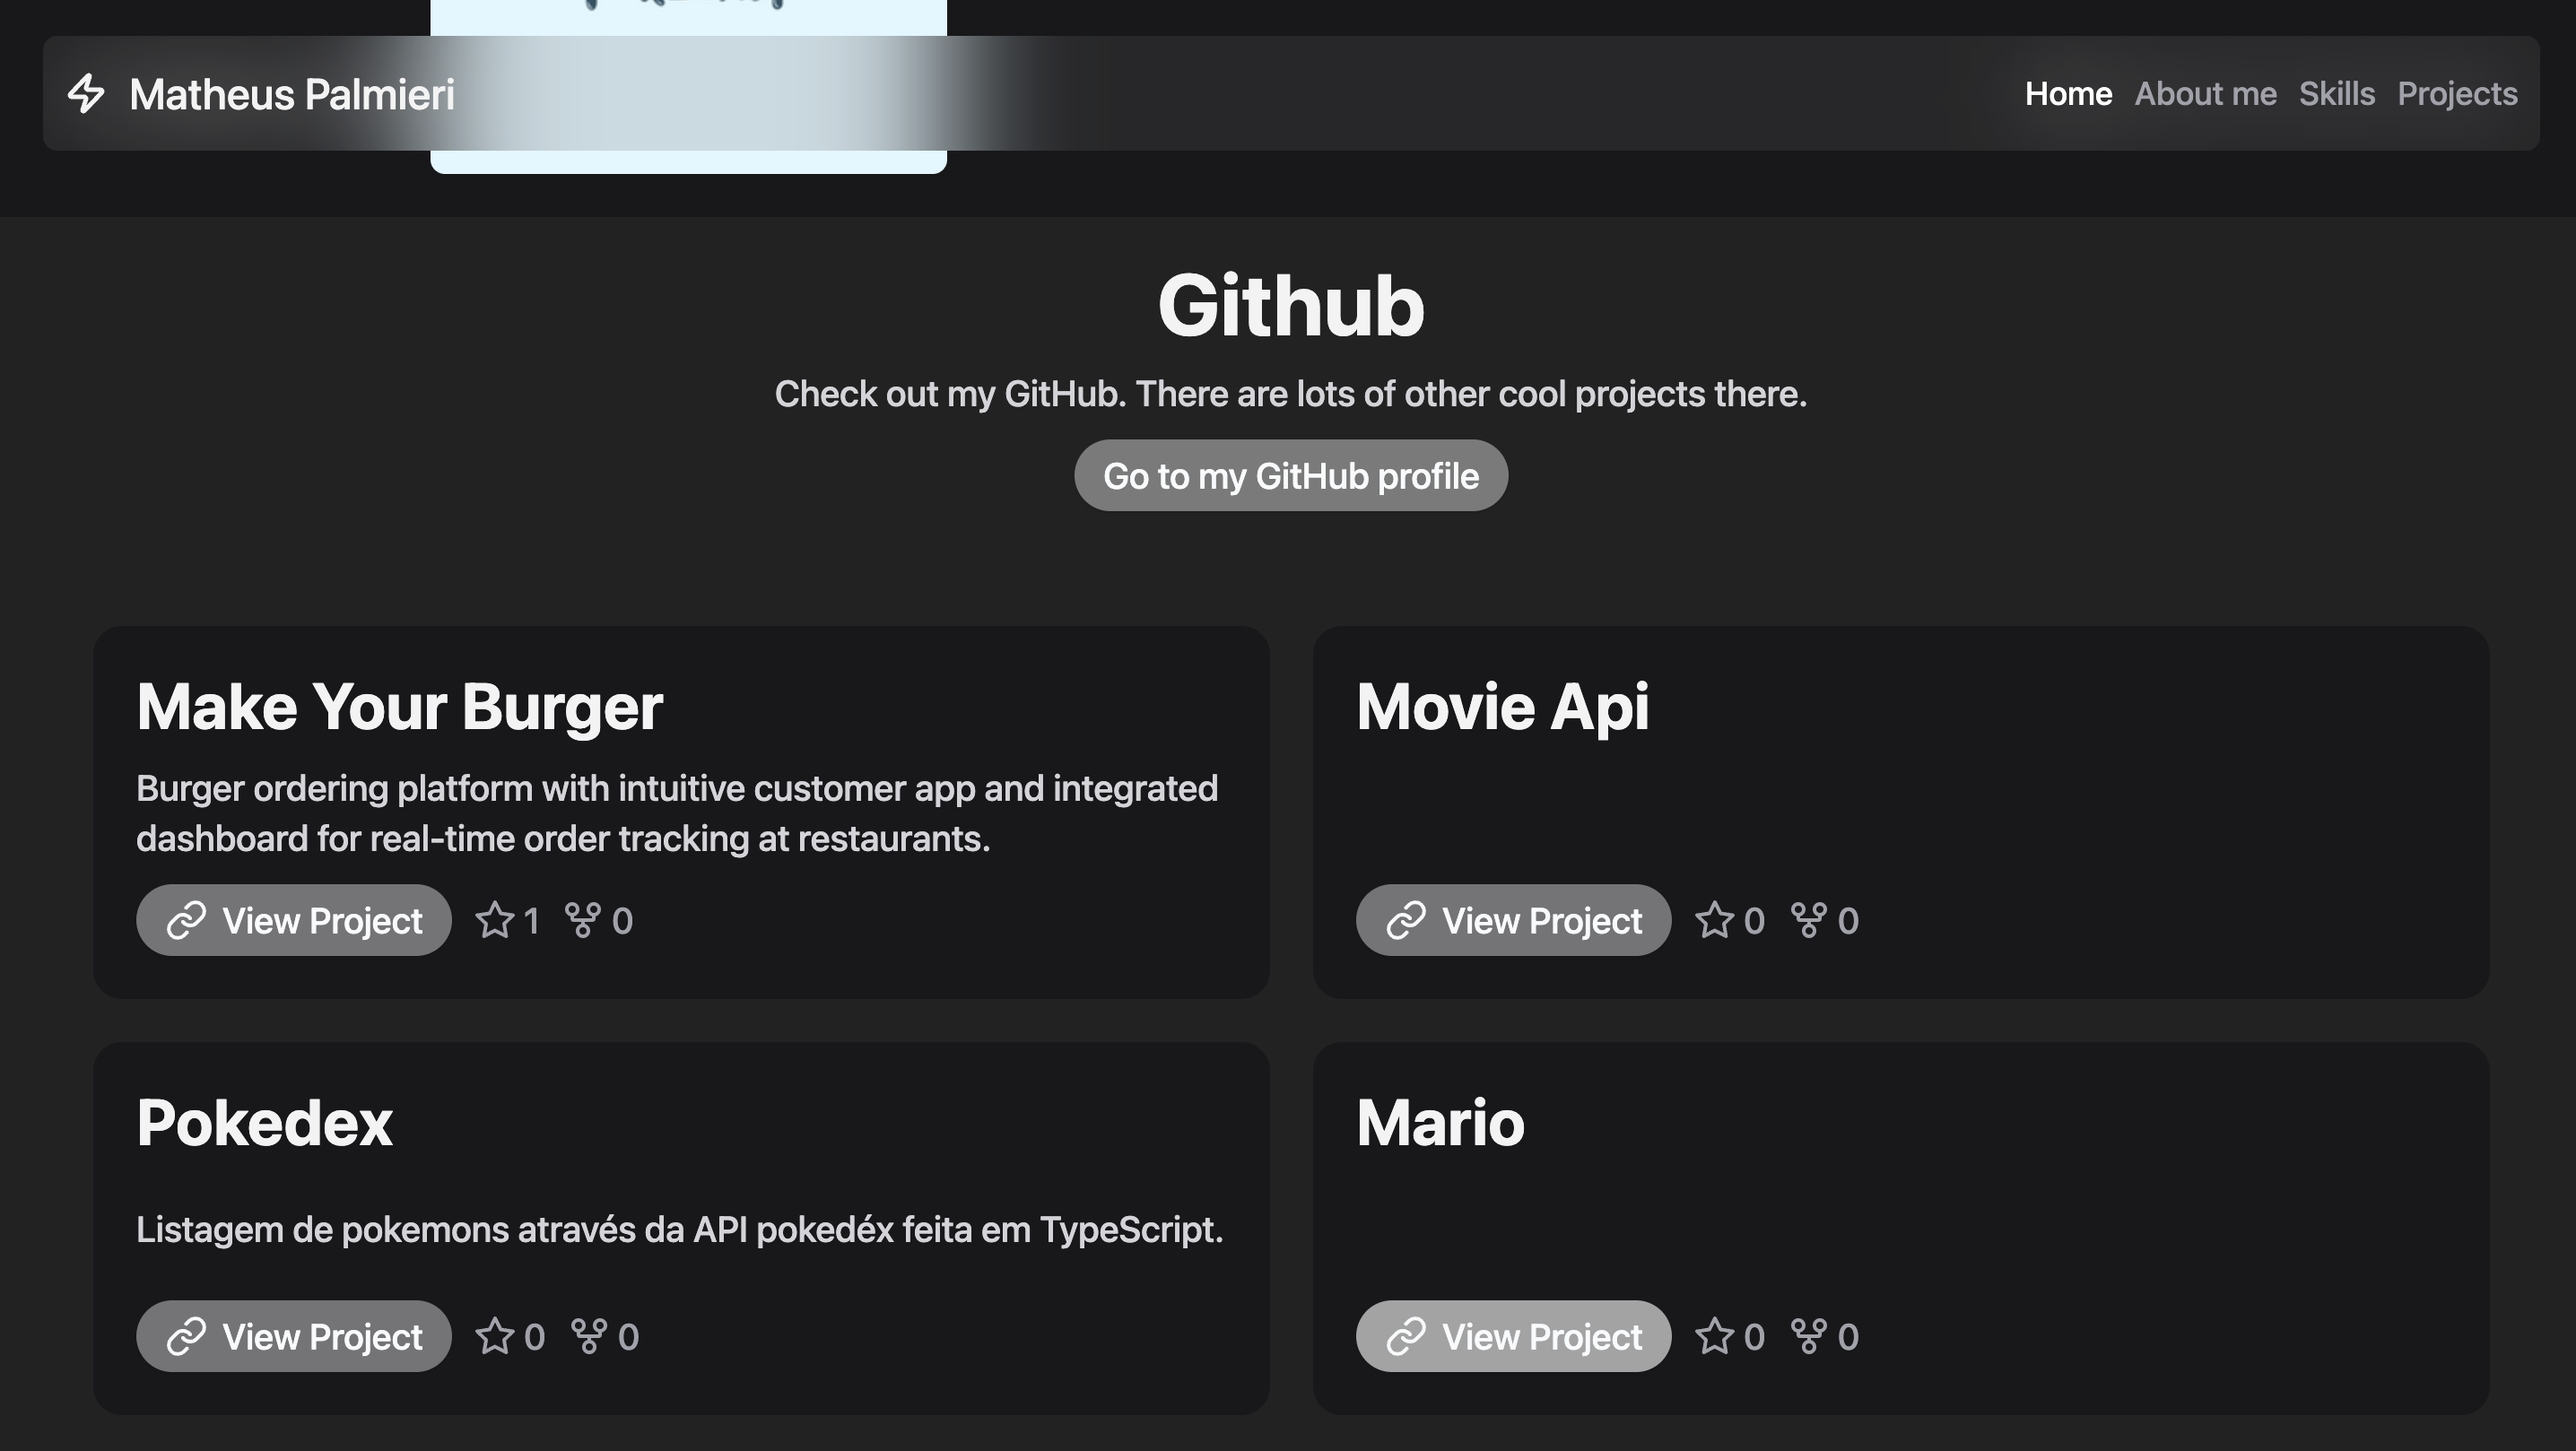 Matheus Palmieri
Home About me Skills Projects
Github
Check out my GitHub. There are lots of other cool projects there.
Go to my GitHub profile
Make Your Burger
Burger ordering platform with intuitive customer app and integrated
dashboard for real-time order tracking at restaurants.
View Project 1 0
Movie Api
View Project 0 0
Pokedex
Listagem de pokemons através da API pokedéx feita em TypeScript.
View Project 0 0
Mario
View Project 0 0